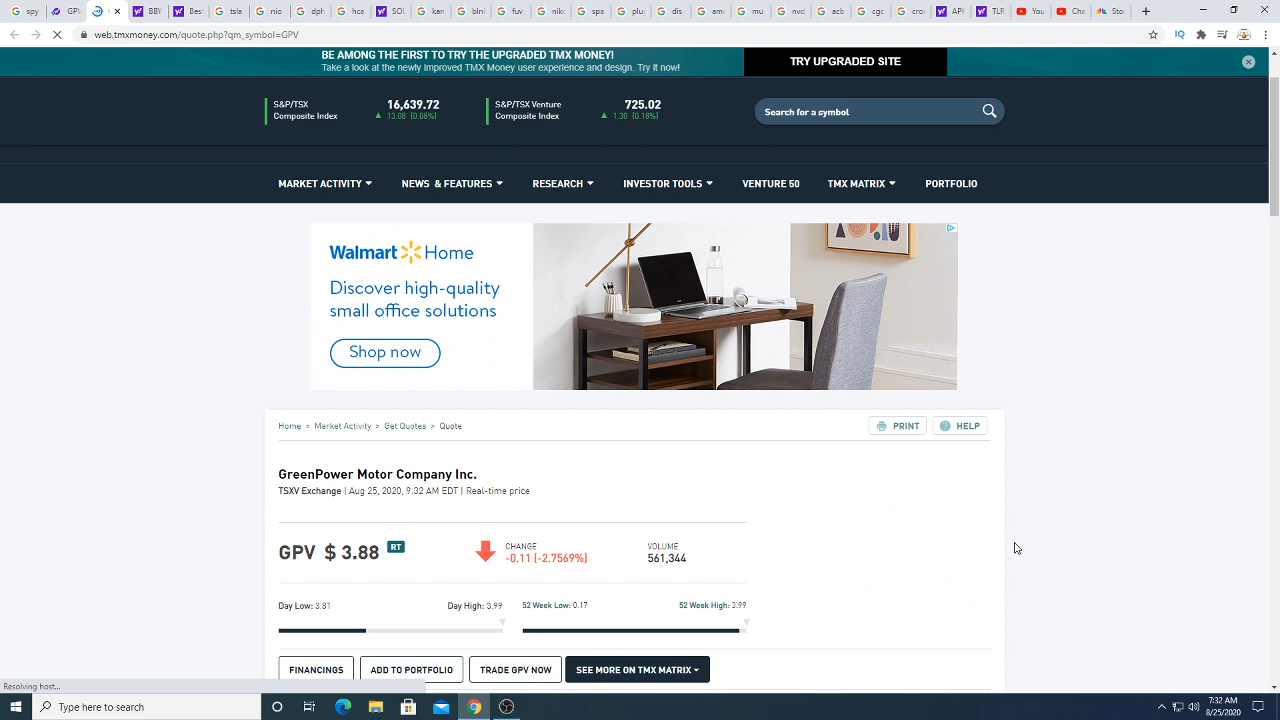 spy
GPV
BBV
Bes
tsla
nio
dph
hca
SOl
kan
blni
fuv
nik
spa
plu
dis
ami
mu
nvd
acb
sne
croi
API
TLR
You
Cha
Stoc
web.tmxmoney.com/quote.php?qm_symbol=GPV
BE AMONG THE FIRST TO TRY THE UPGRADED TMX MONEY!
Take a look at the newly improved TMX Money user experience and design. Try it now!
TRY UPGRADED SITE
S&P/TSX
Composite Index
16,639.72
13.08 (0.08%)
S&P/TSX Venture
Composite Index
725.02
1.30 (0.18%)
Search for a symbol
MARKET ACTIVITY
NEWS & FEATURES
RESEARCH
INVESTOR TOOLS
VENTURE 50
TMX MATRIX
PORTFOLIO
Walmart Home
Discover high-quality
small office solutions
Shop now
Home > Market Activity > Get Quotes > Quote
PRINT
HELP
GreenPower Motor Company Inc.
TSXV Exchange | Aug 25, 2020, 9:32 AM EDT | Real-time price
GPV $ 3.88 RT
CHANGE
-0.11 (-2.7569%)
VOLUME
561,344
Day Low: 3.81
Day High: 3.99
52 Week Low: 0.17
52 Week High: 3.99
FINANCINGS
ADD TO PORTFOLIO
TRADE GPV NOW
SEE MORE ON TMX MATRIX
Resolving host...
Type here to search
7:32 AM
8/25/2020